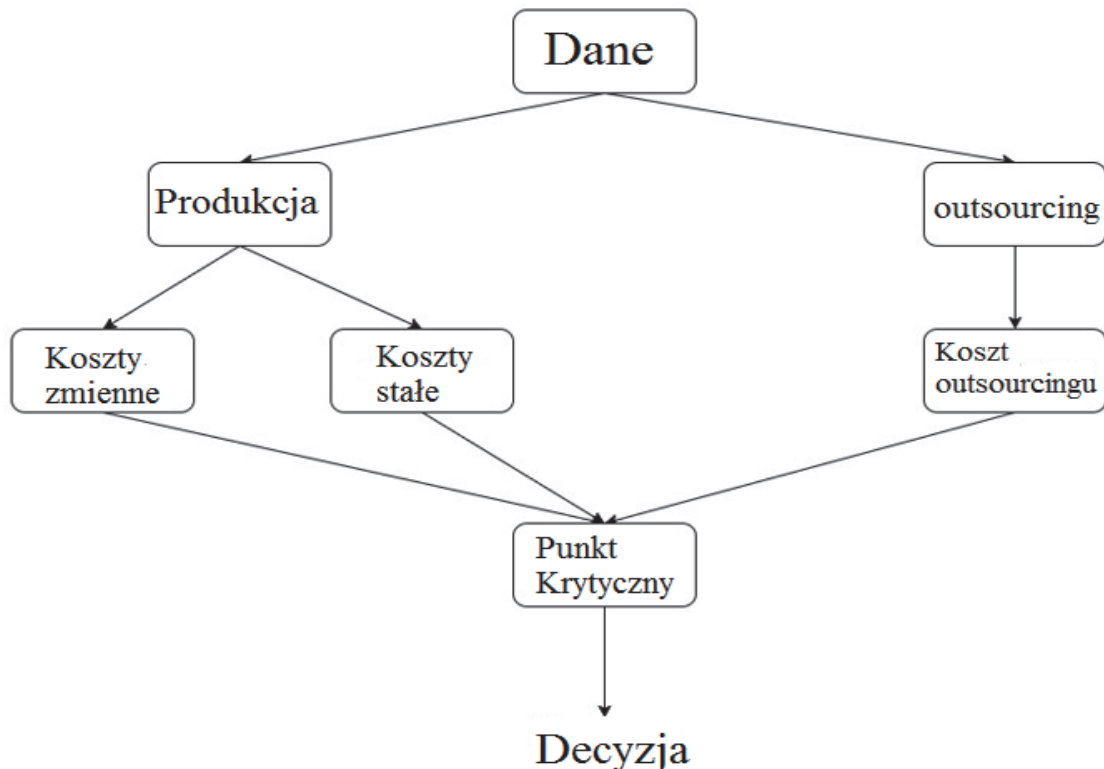 Dane
Produkcja
outsourcing
Koszty
zmienne
Koszty
stałe
Koszt
outsourcingu
Punkt
Krytyczny
Decyzja